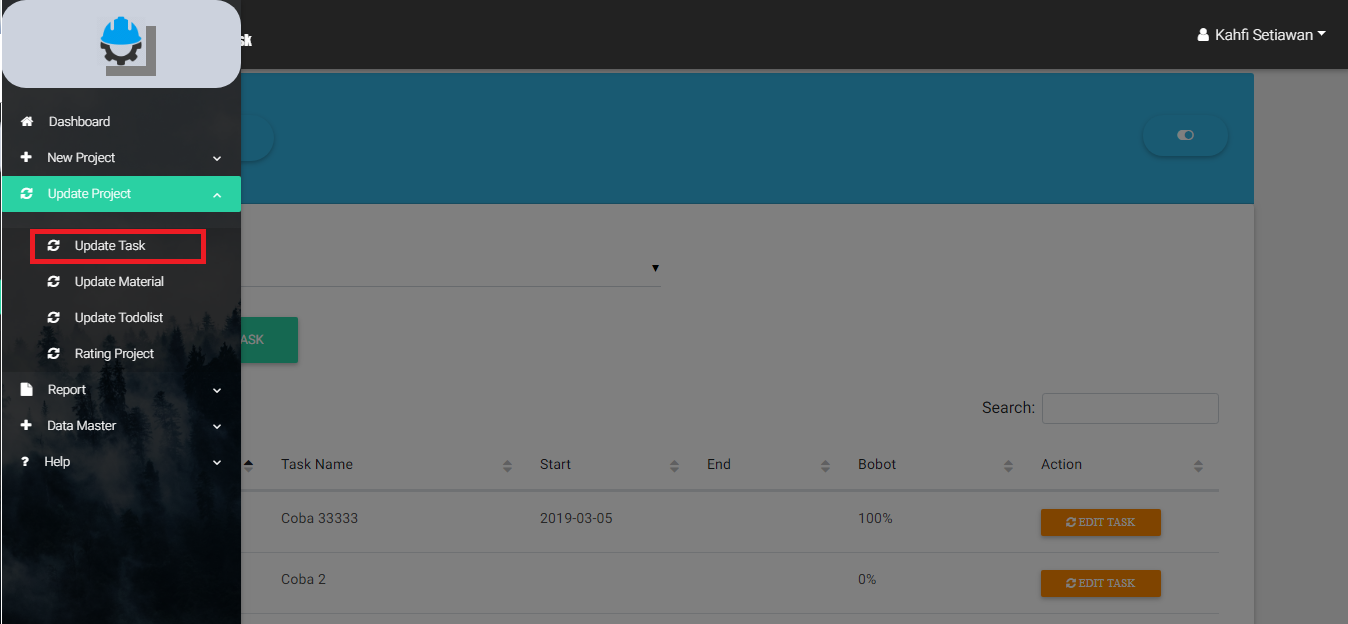 Kahfi Setiawan
Dashboard
New Project
Update Project
Update Task
Update Material
Update Todolist
Rating Project
Report
Data Master
Help
ASK
Search:
Task Name Start End Bobot Action
Coba 33333 2019-03-05 100% EDIT TASK
Coba 2 0% EDIT TASK